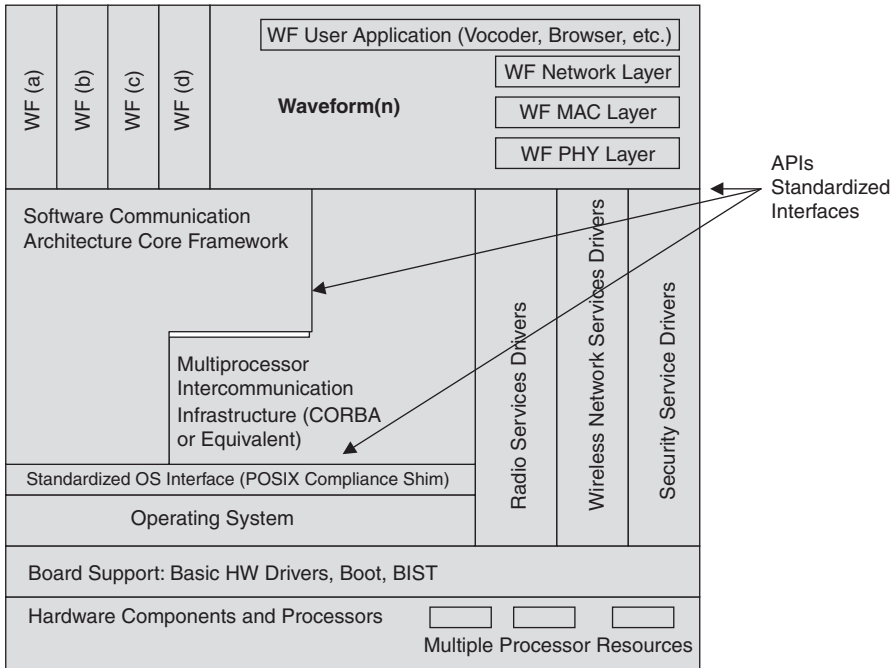 WF (a)
WF (b)
WF (c)
WF (d)
WF User Application (Vocoder, Browser, etc.)
WF Network Layer
Waveform(n)
WF MAC Layer
WF PHY Layer
APIs
Standardized
Interfaces
Software Communication
Architecture Core Framework
Multiprocessor
Intercommunication
Infrastructure (CORBA
or Equivalent)
Radio Services Drivers
Wireless Network Services Drivers
Security Service Drivers
Standardized OS Interface (POSIX Compliance Shim)
Operating System
Board Support: Basic HW Drivers, Boot, BIST
Hardware Components and Processors
Multiple Processor Resources